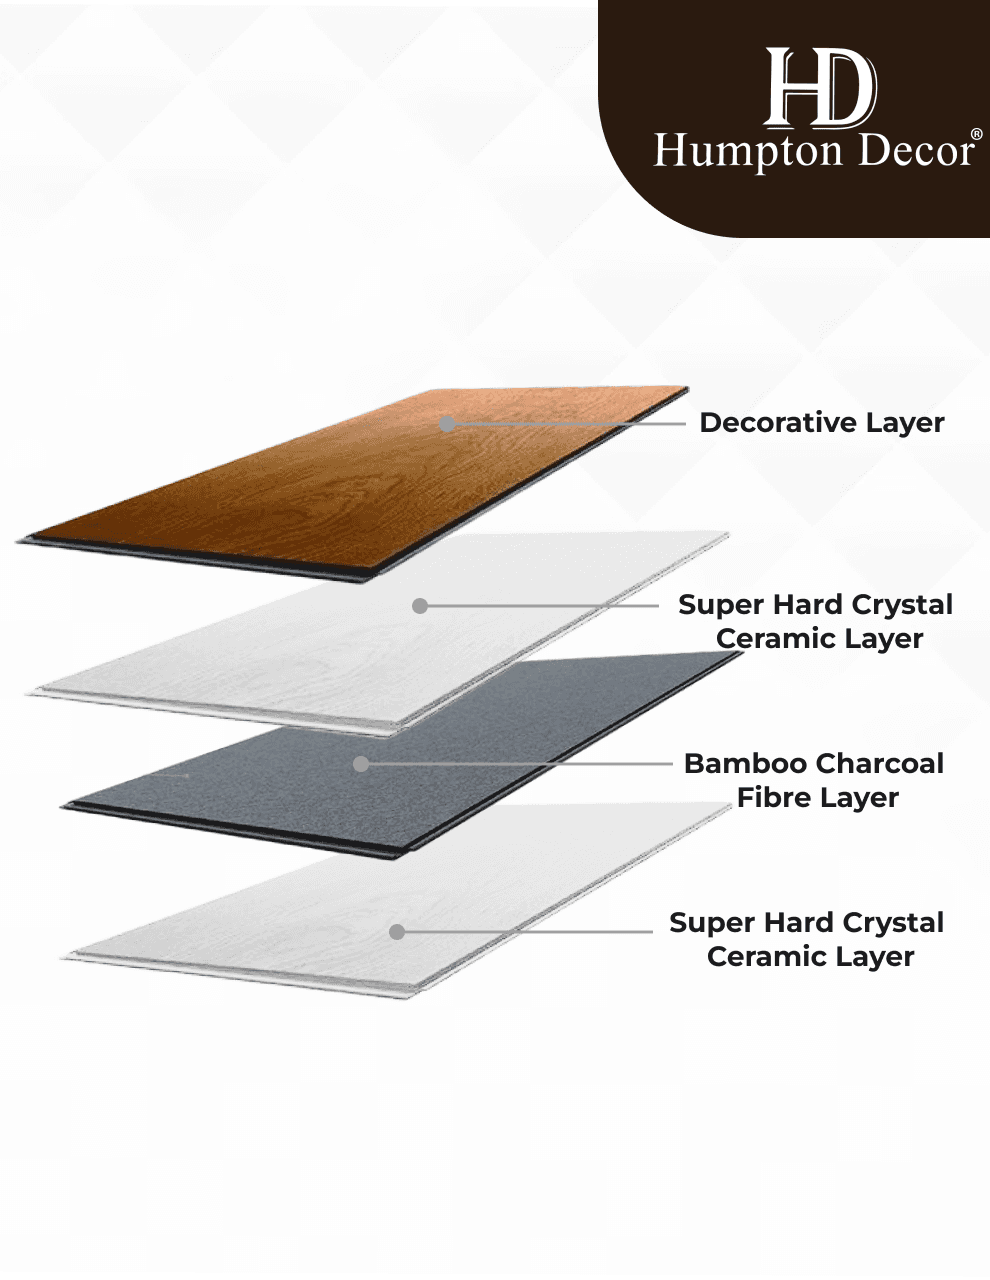 HD
Humpton Decor®
Decorative Layer
Super Hard Crystal
Ceramic Layer
Bamboo Charcoal
Fibre Layer
Super Hard Crystal
Ceramic Layer